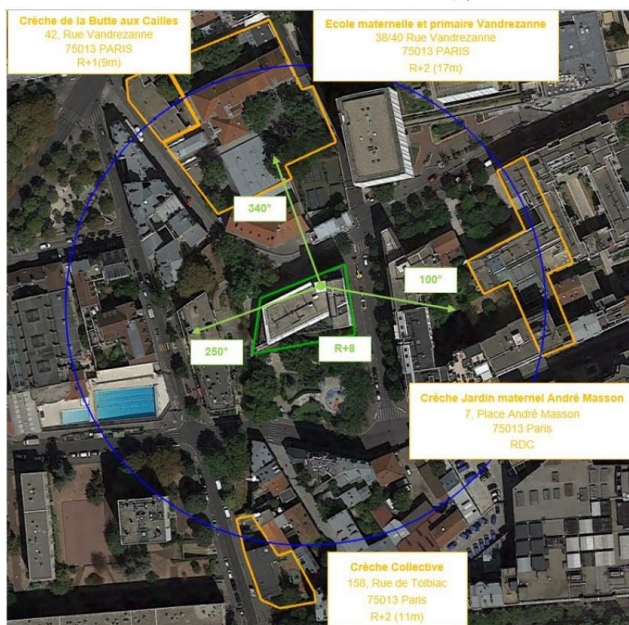 Crèche de la Butte aux Cailles
42, Rue Vandrezanne
75013 PARIS
R+1(9m)
Ecole maternelle et primaire Vandrezanne
38/40 Rue Vandrezanne
75013 PARIS
R+2 (17m)
340°
100°
250°
R+8
Crèche Jardin maternel André Masson
7, Place André Masson
75013 Paris
RDC
Crèche Collective
158, Rue de Tolbiac
75013 Paris
R+2 (11m)